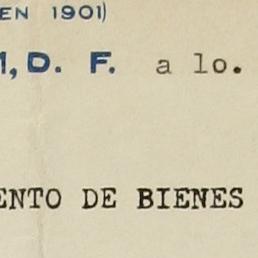 EN 1901)
D. F. a lo.
ENTO DE BIENES